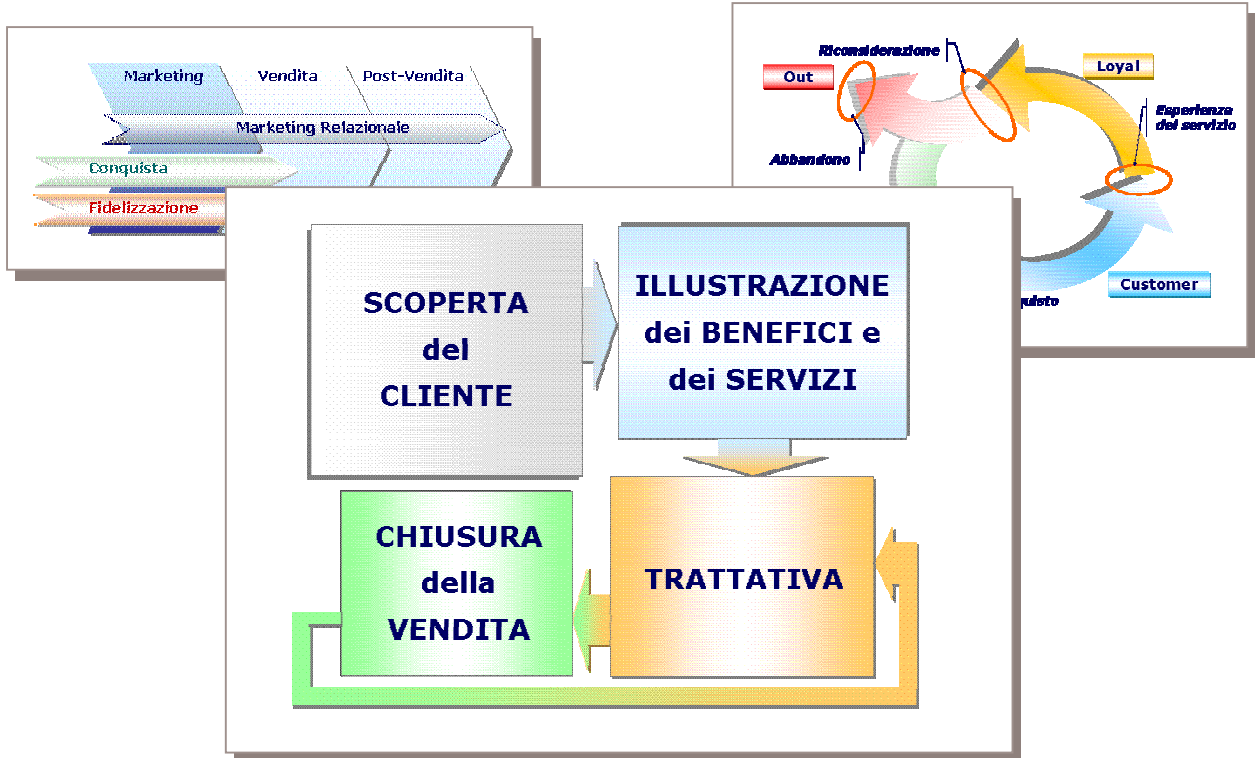 Marketing
Vendita
Post-Vendita
Marketing Relazionale
Conquista
Fidelizzazione
Riconsiderazione
Out
Loyal
Esperienza
del servizio
Abbandono
Customer
quisto
SCOPERTA
del
CLIENTE
ILLUSTRAZIONE
dei BENEFICI e
dei SERVIZI
CHIUSURA
della
VENDITA
TRATTATIVA